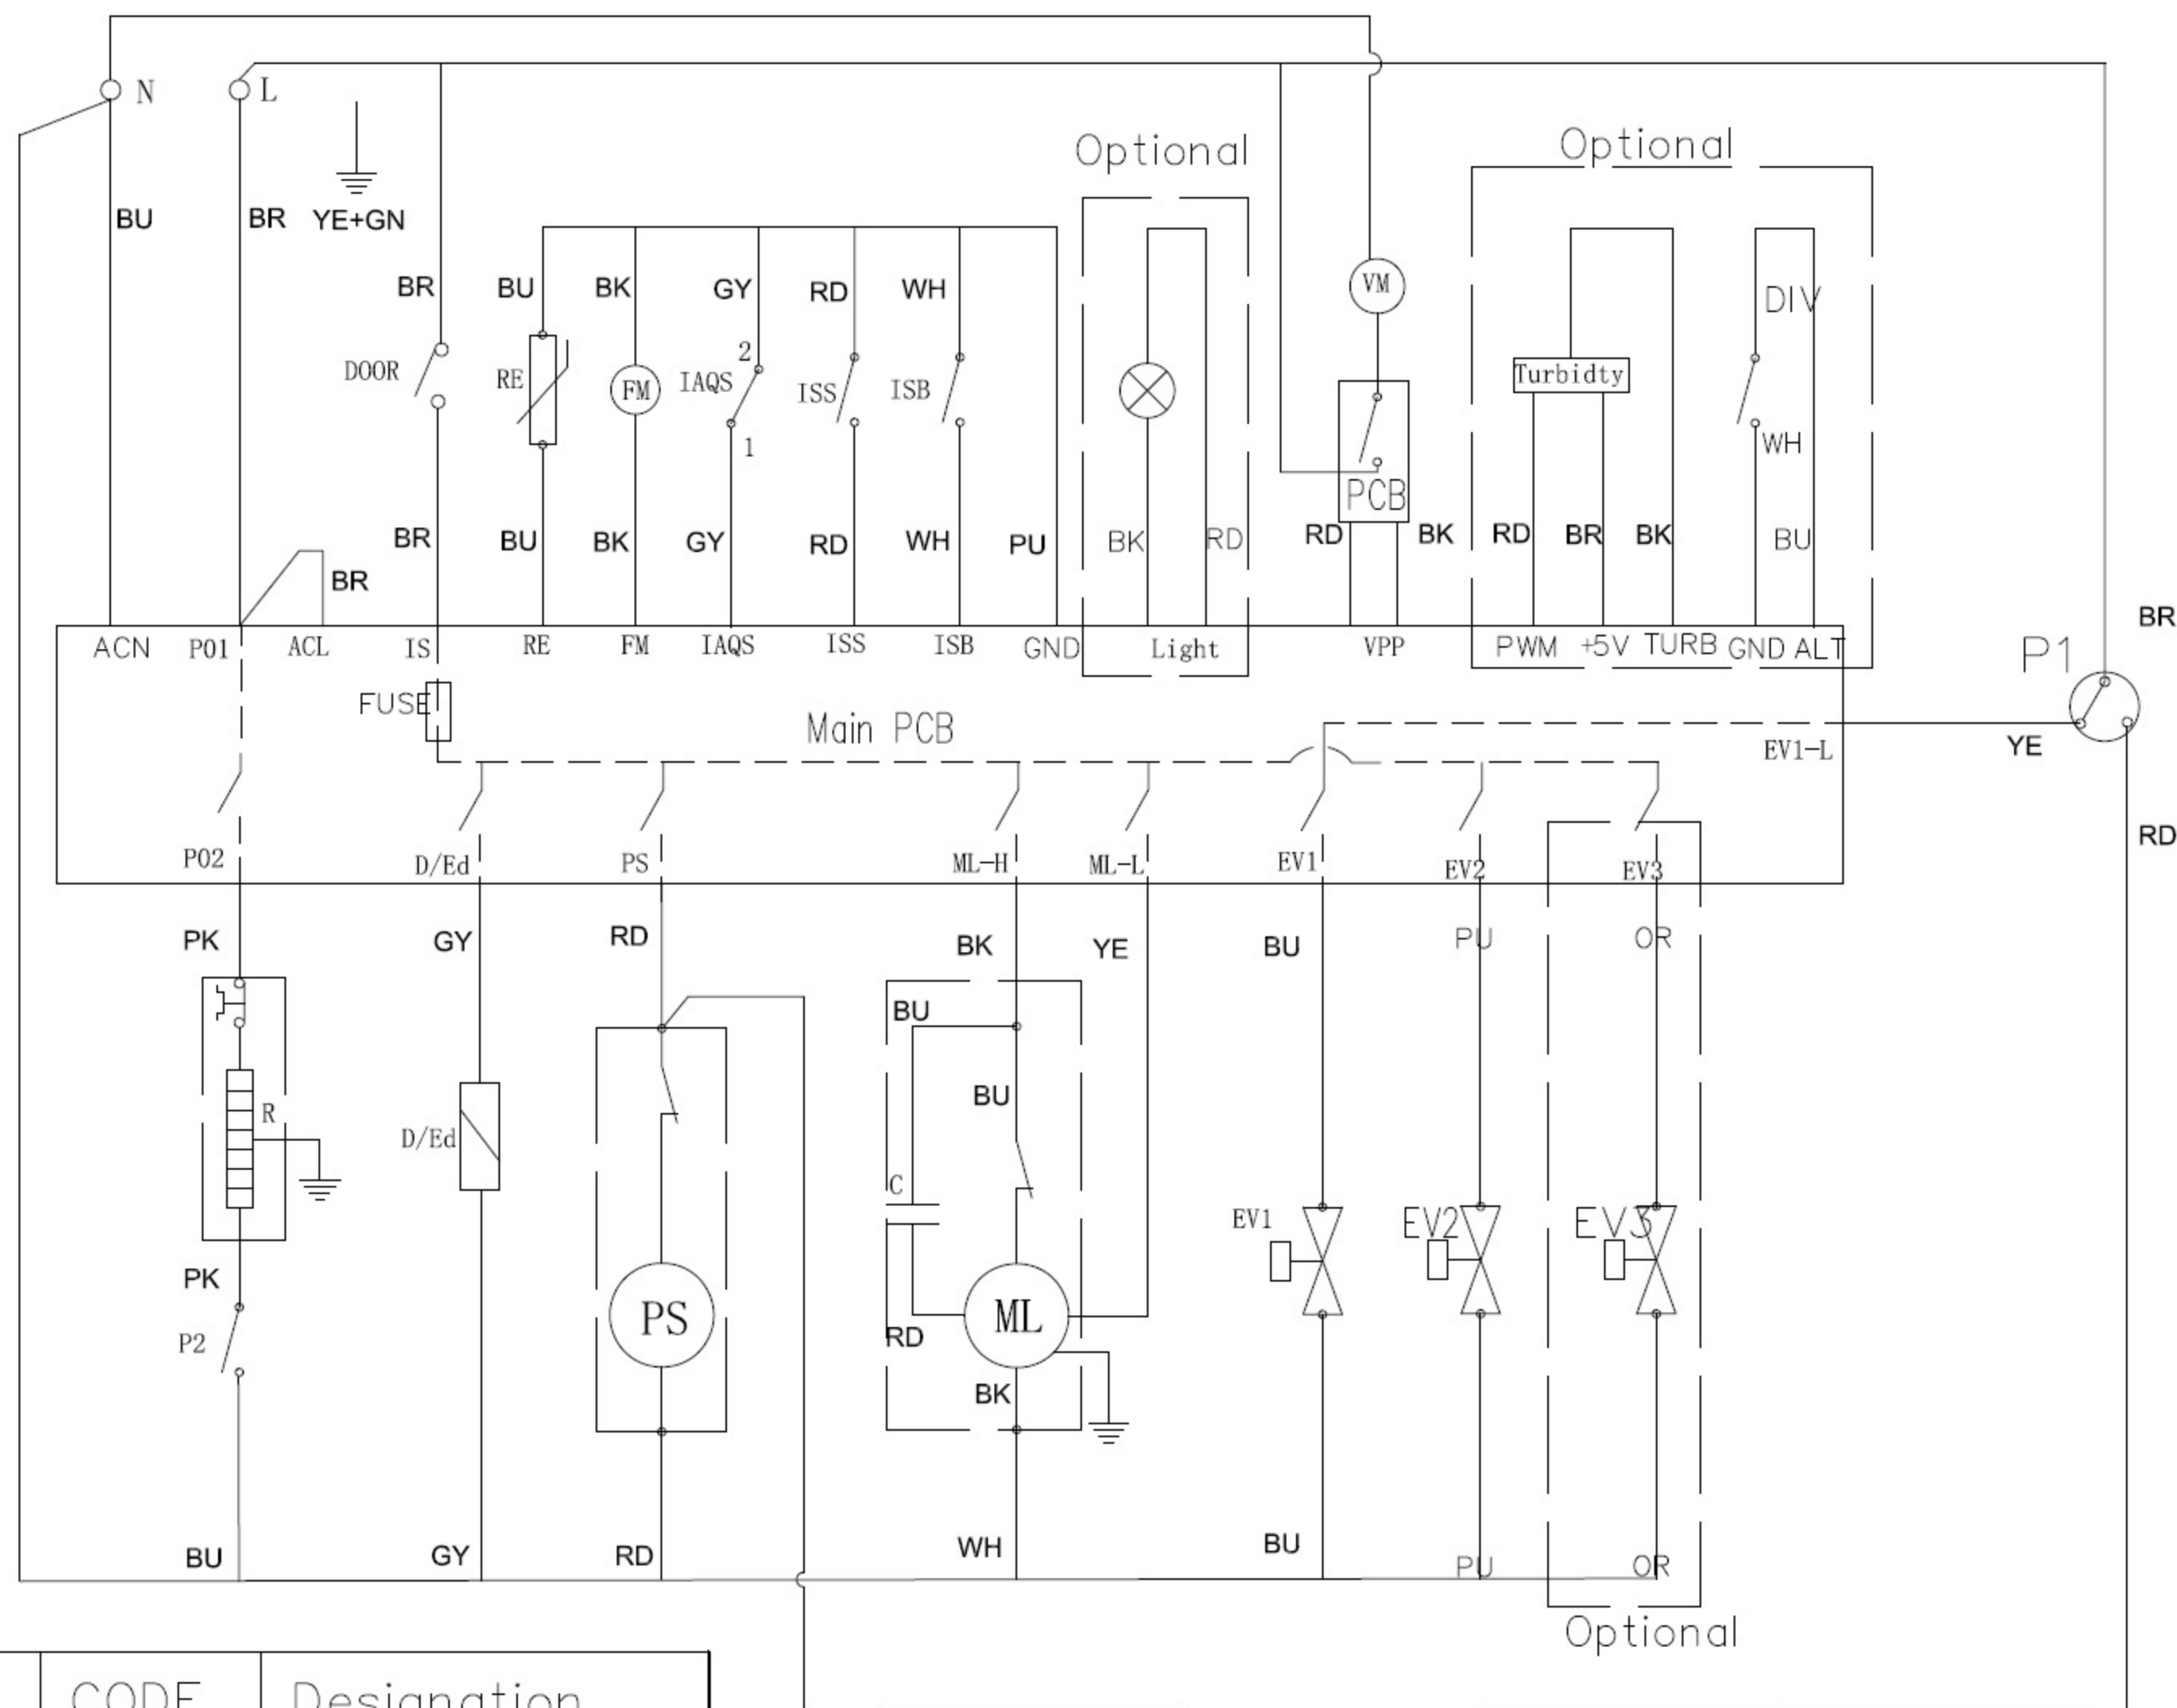 N L
Optional Optional
BU BR YE+GN
BR BU BK GY RD WH VM DIV
DOOR RE FM IAQS 2 1 ISS ISB Turbidty
WH
PCB
BR BU BK GY RD WH PU BK RD RD BK RD BR BK BU
BR
BR
ACN P01 ACL IS RE FM IAQS ISS ISB GND Light VPP PWM +5V TURB GND ALT P1
FUSE
Main PCB EV1-L YE
RD
P02 D/Ed PS ML-H ML-L EV1 EV2 EV3
PK GY RD BK YE BU PU OR
BU
BU
R
D/Ed
C
EV1 EV2 EV3
PK
PS ML
P2 RD
BK
BU GY RD WH BU PU OR
Optional
CODE Designation